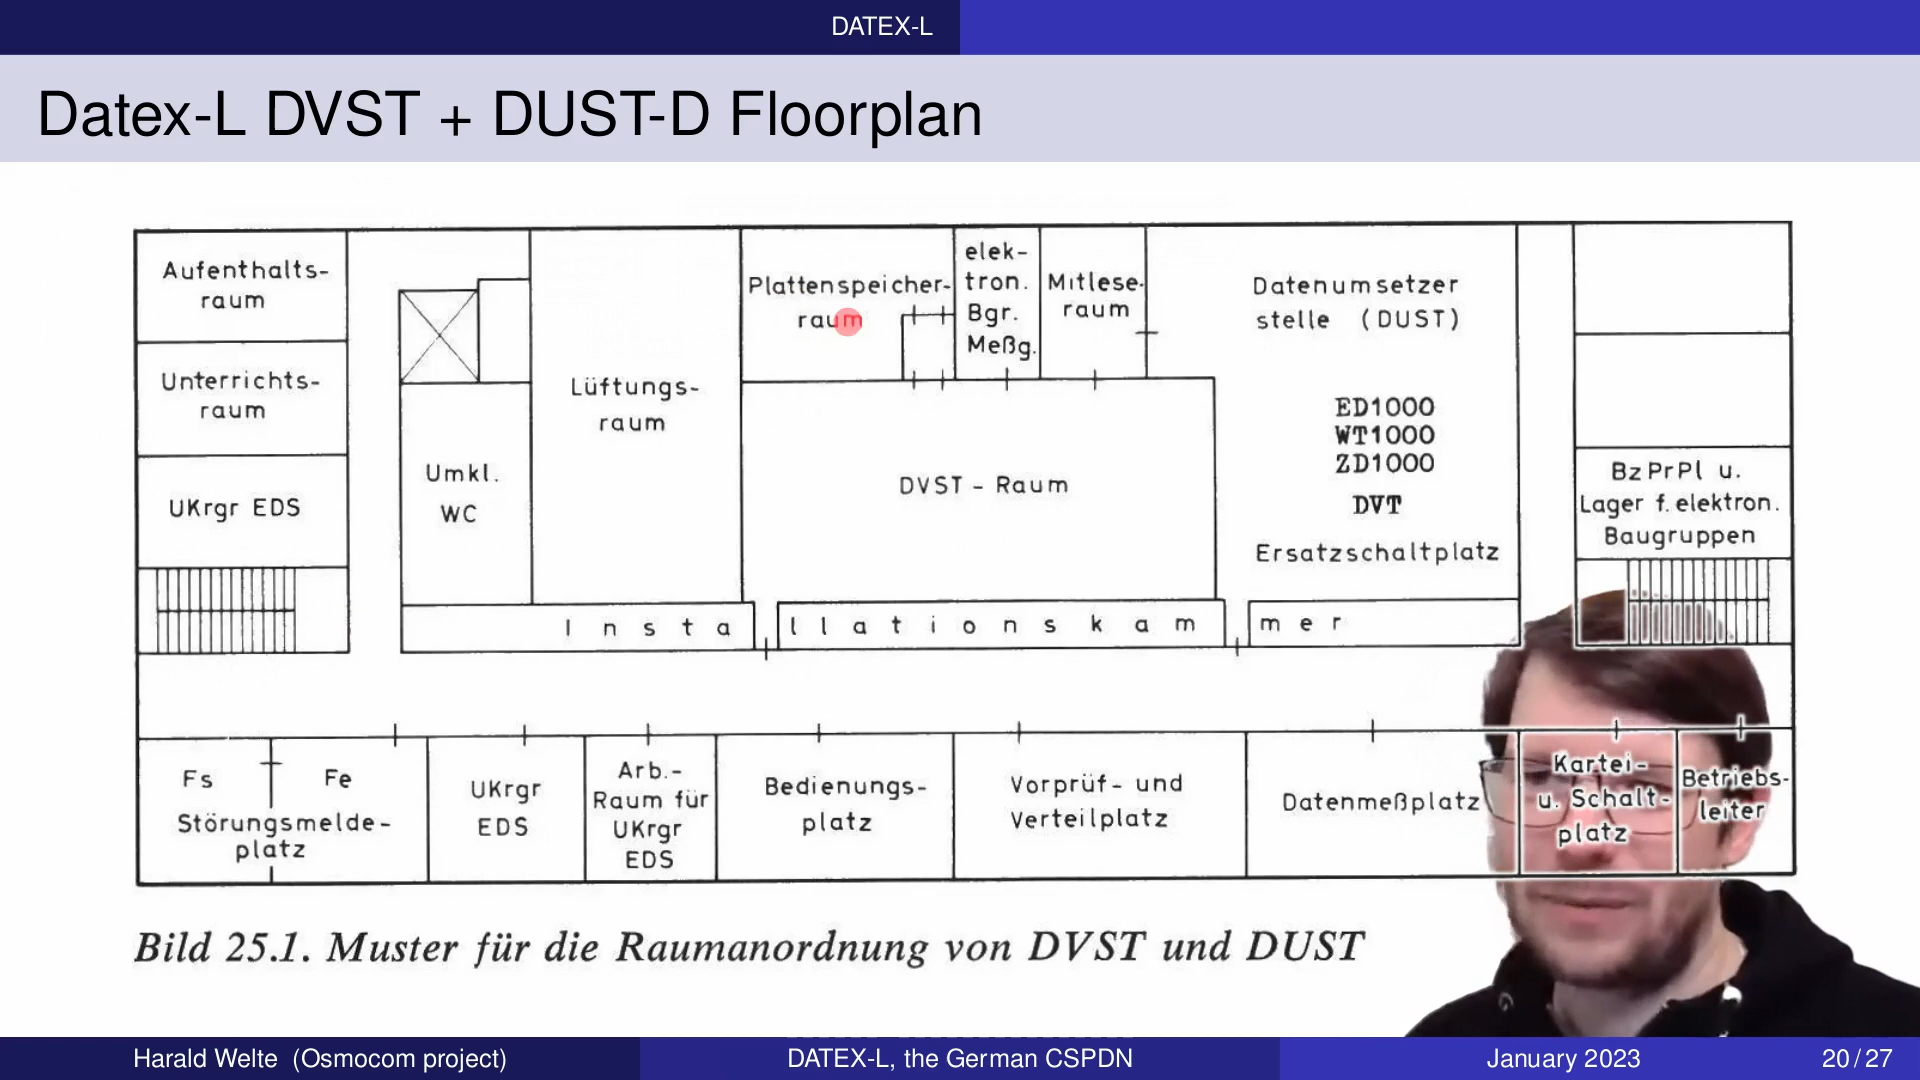 DATEX-L
Datex-L DVST + DUST-D Floorplan
Aufenthalts-
raum
Unterrichts-
raum
UKrgr EDS
Umkl.
WC
Lüftungs-
raum
Plattenspeicher-
raum
elek-
tron.
Bgr.
Meßg.
Mitlese-
raum
DVST - Raum
Datenumsetzer
stelle (DUST)
ED1000
WT1000
ZD1000
DVT
Ersatzschaltplatz
BzPrPl u.
Lager f. elektron.
Baugruppen
Installationskammer
Fs
Fe
Störungsmelde-
platz
UKrgr
EDS
Arb.-
Raum für
UKrgr
EDS
Bedienungs-
platz
Vorprüf- und
Verteilplatz
Datenmeßplatz
Kartei-
u. Schalt-
platz
Betriebs-
leiter
Bild 25.1. Muster für die Raumanordnung von DVST und DUST
Harald Welte (Osmocom project)
DATEX-L, the German CSPDN
January 2023
20 / 27